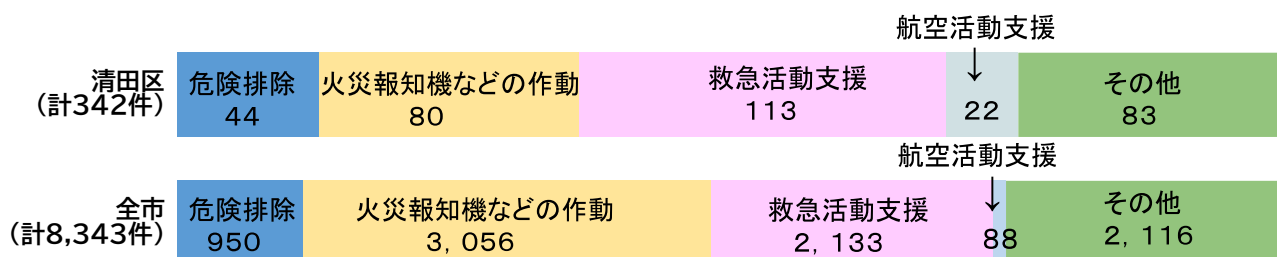 航空活動支援
↓
清田区
(計342件)
危険排除
44
火災報知機などの作動
80
救急活動支援
113
22
その他
83
航空活動支援
↓
全市
(計8,343件)
危険排除
950
火災報知機などの作動
3,056
救急活動支援
2,133
88
その他
2,116